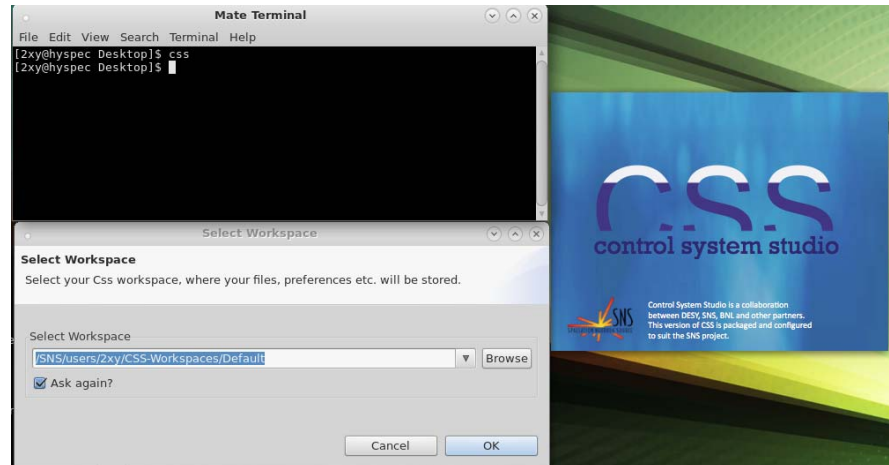 Mate Terminal
File Edit View Search Terminal Help
[2xy@hyspec Desktop]$ css
[2xy@hyspec Desktop]$
Select Workspace
Select Workspace
Select your Css workspace, where your files, preferences etc. will be stored.
Select Workspace
/SNS/users/2xy/CSS-Workspaces/Default
Browse
Ask again?
Cancel
OK
CSS
control system studio
SNS
Control System Studio is a collaboration
between DESY, SNS, BNL and other partners.
This version of CSS is packaged and configured
to suit the SNS project.